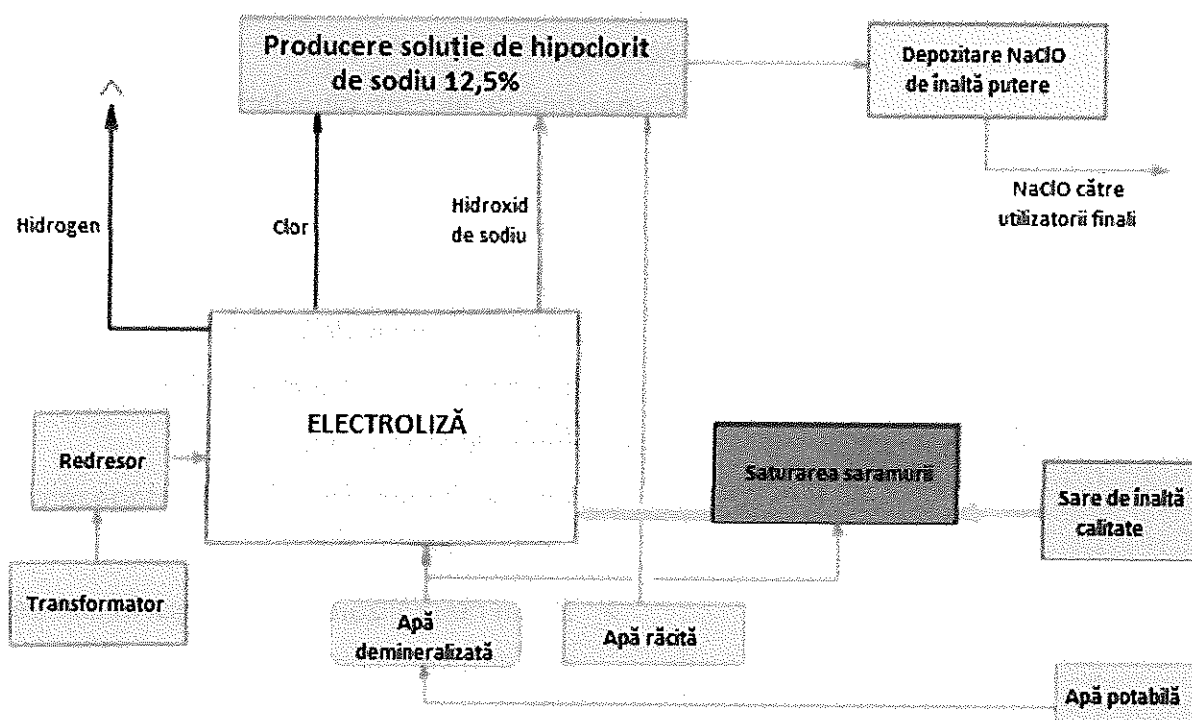 Producere soluție de hipoclorit
de sodiu 12,5%
Depozitare NaClO
de înaltă putere
Hidrogen
Clor
Hidroxid
de sodiu
NaClO către
utilizatorii finali
ELECTROLIZĂ
Redresor
Saturarea saramurii
Sare de înaltă
calitate
Transformator
Apă
demineralizată
Apă răcită
Apă potabilă